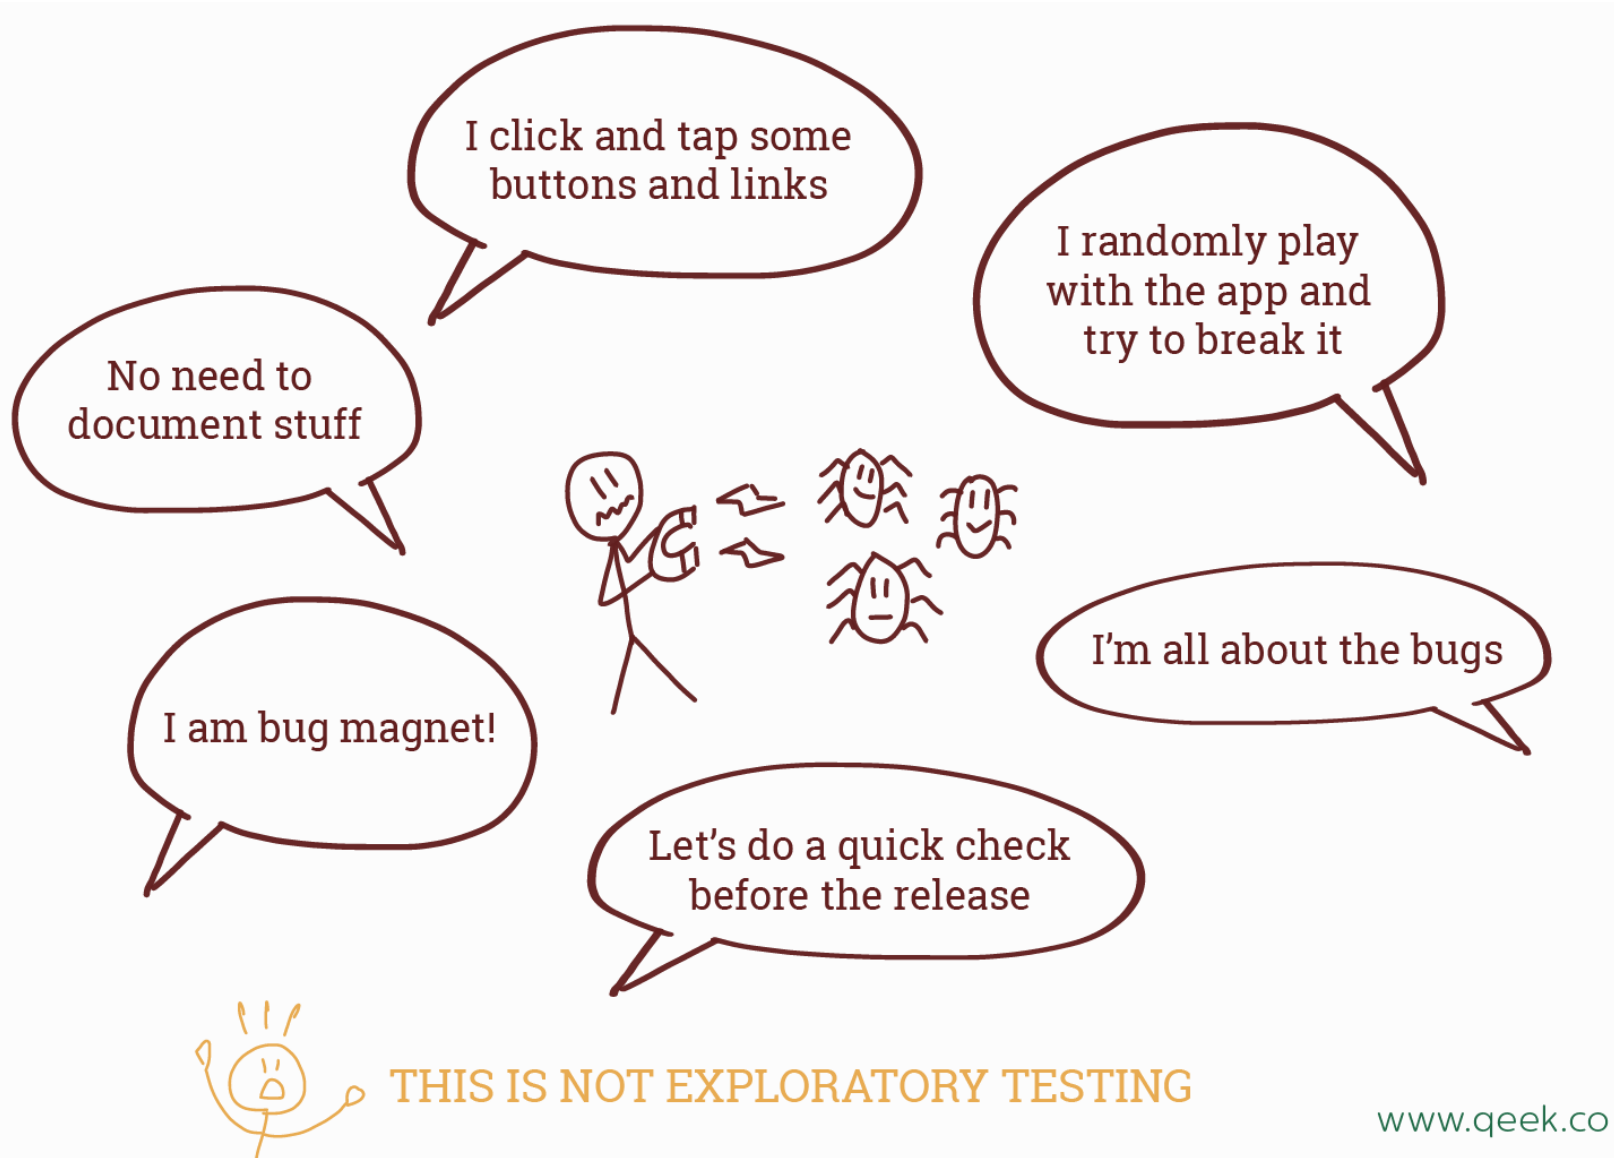 I click and tap some
buttons and links
I randomly play
with the app and
try to break it
No need to
document stuff
I'm all about the bugs
I am bug magnet!
Let's do a quick check
before the release
THIS IS NOT EXPLORATORY TESTING
www.qeek.co